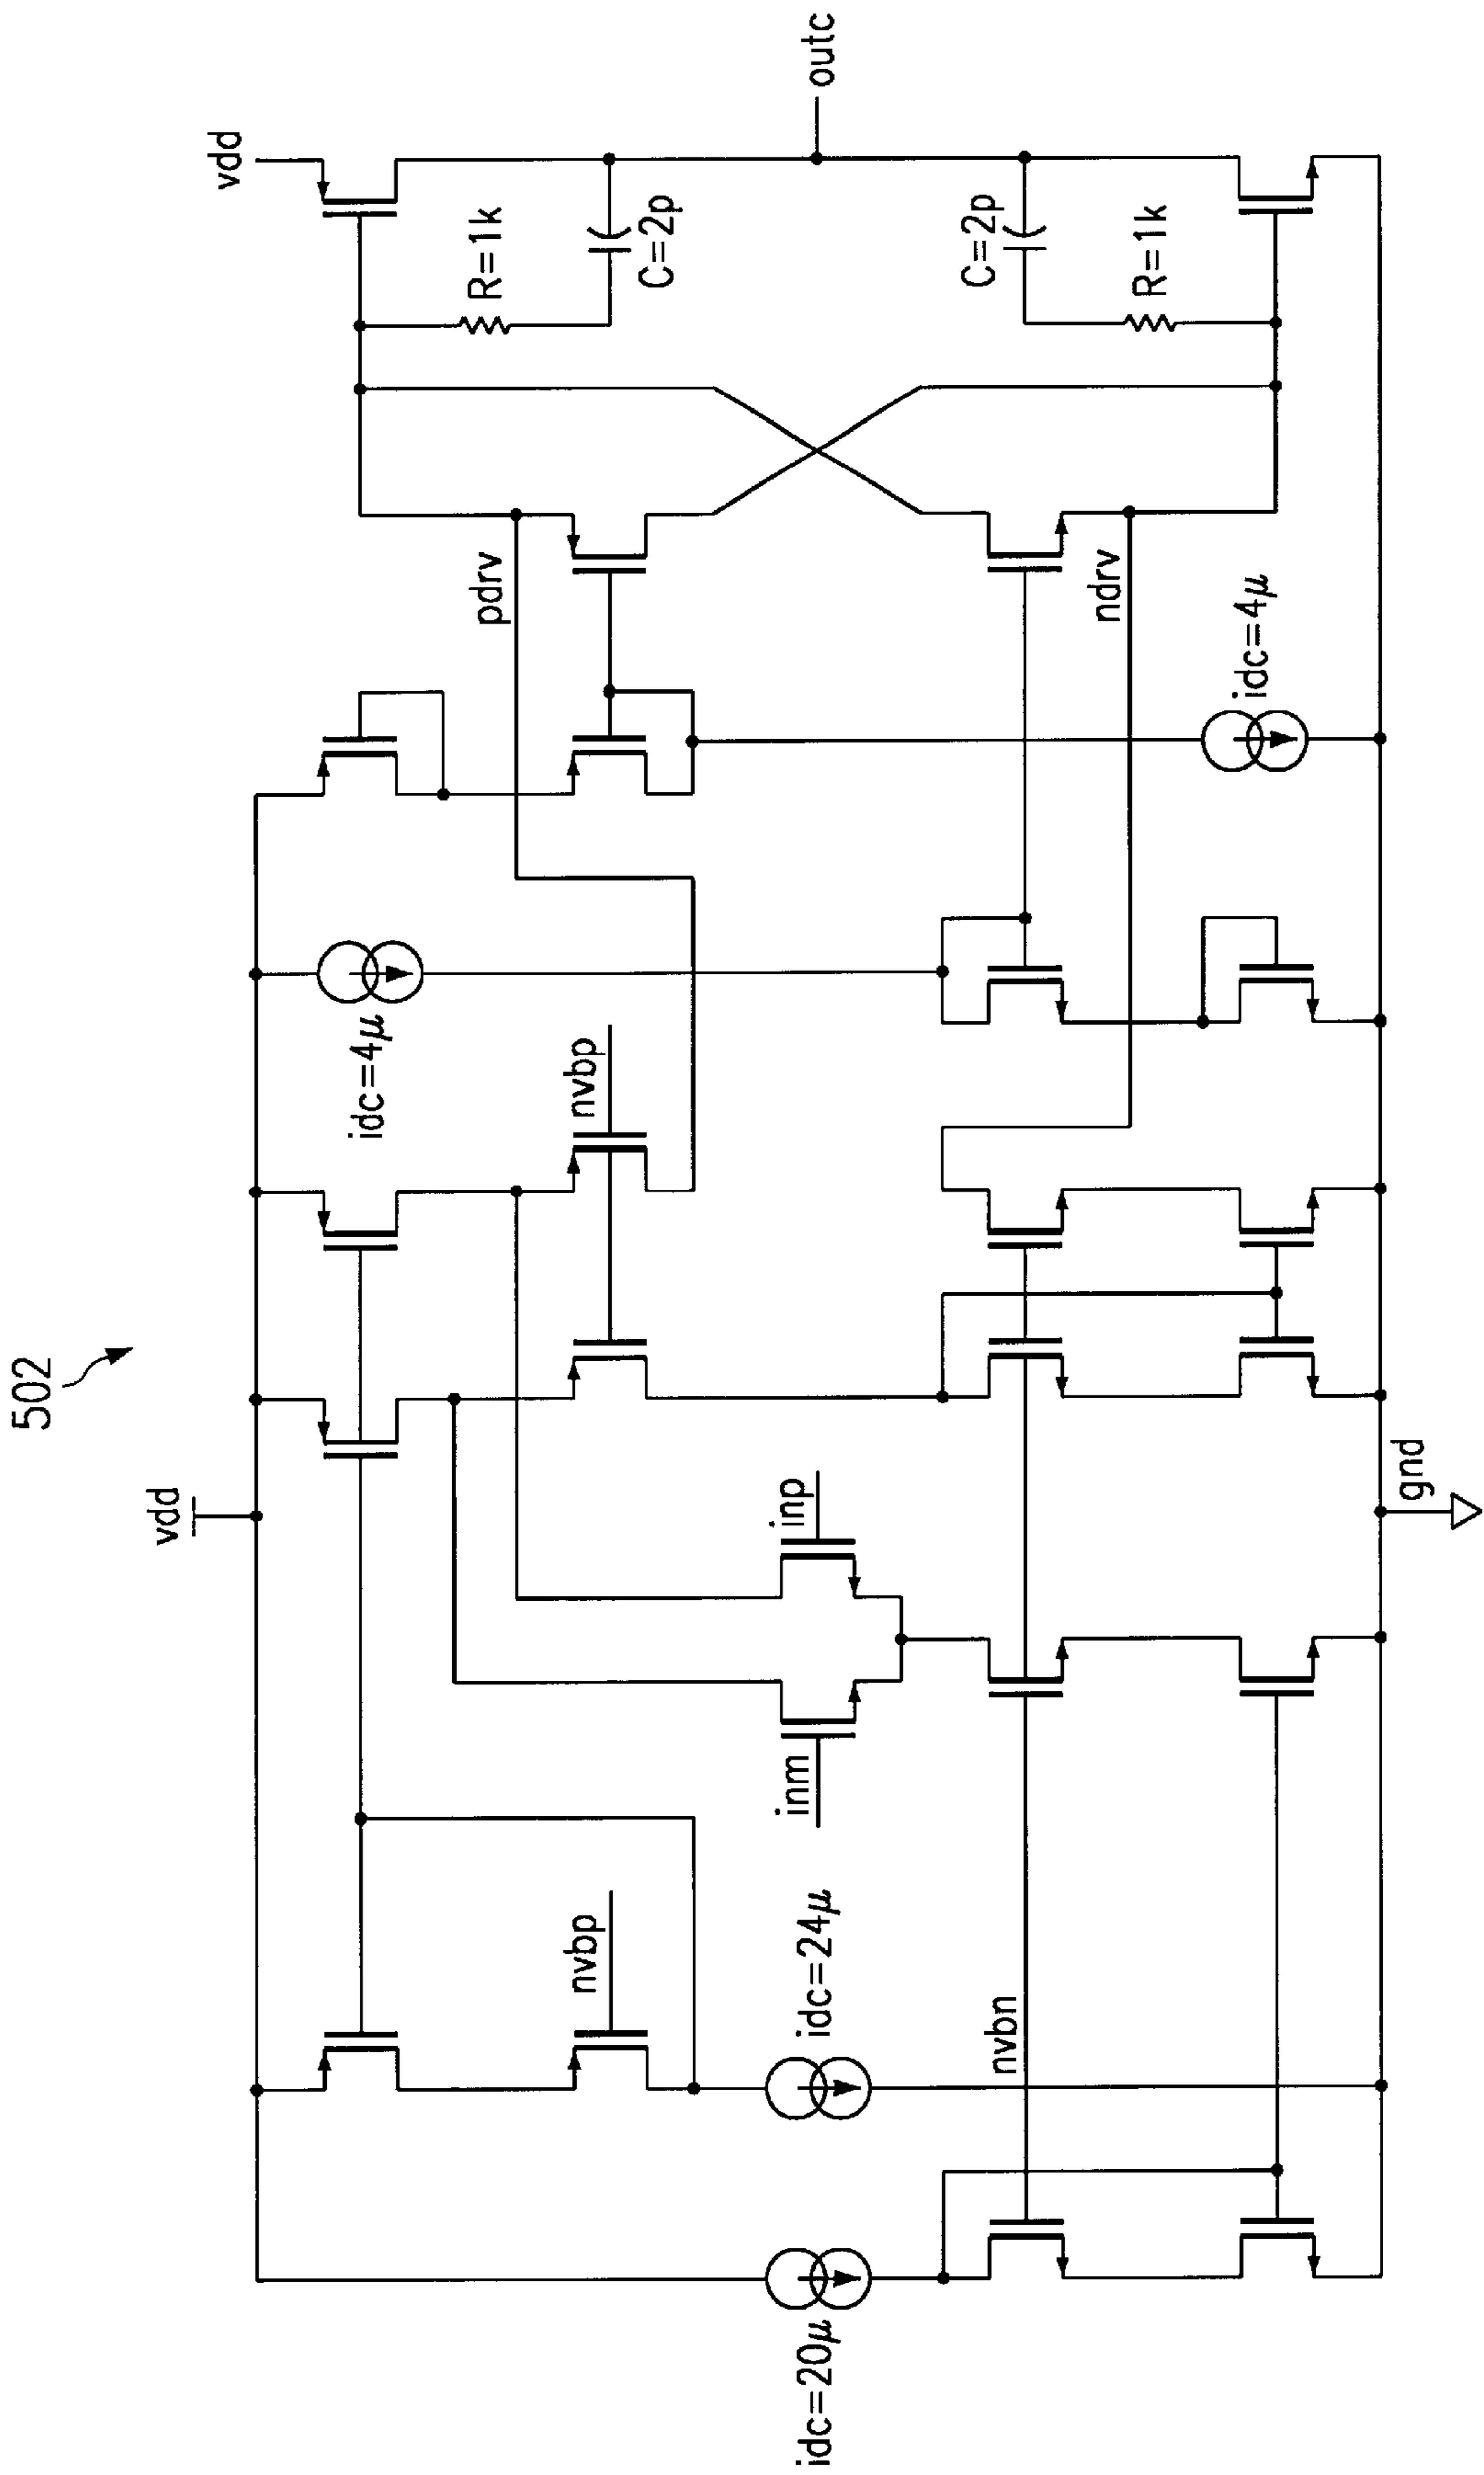 502
vdd
vdd
idc=4µ
nvbp
pdrv
R=1k
C=2p
outc
inm
inp
nvbp
idc=20µ
idc=24µ
nvbn
ndrv
idc=4µ
C=2p
R=1k
gnd